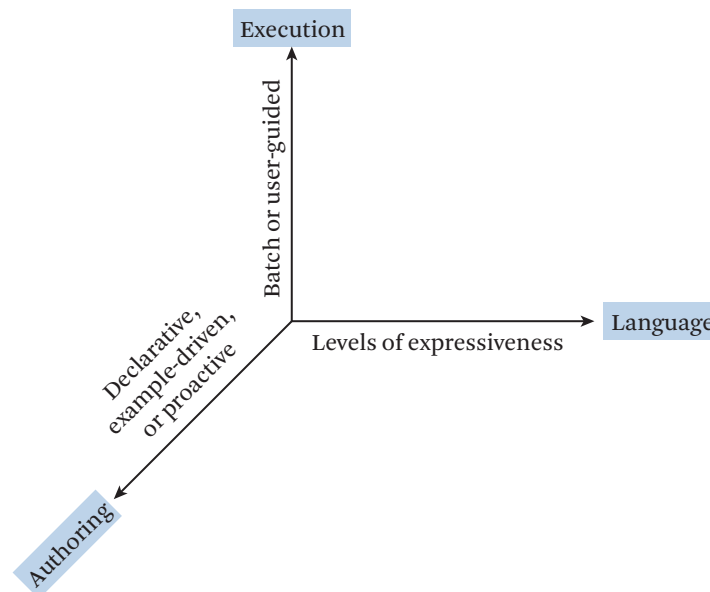 Execution
Batch or user-guided
Language
Levels of expressiveness
Declarative,
example-driven,
or proactive
Authoring